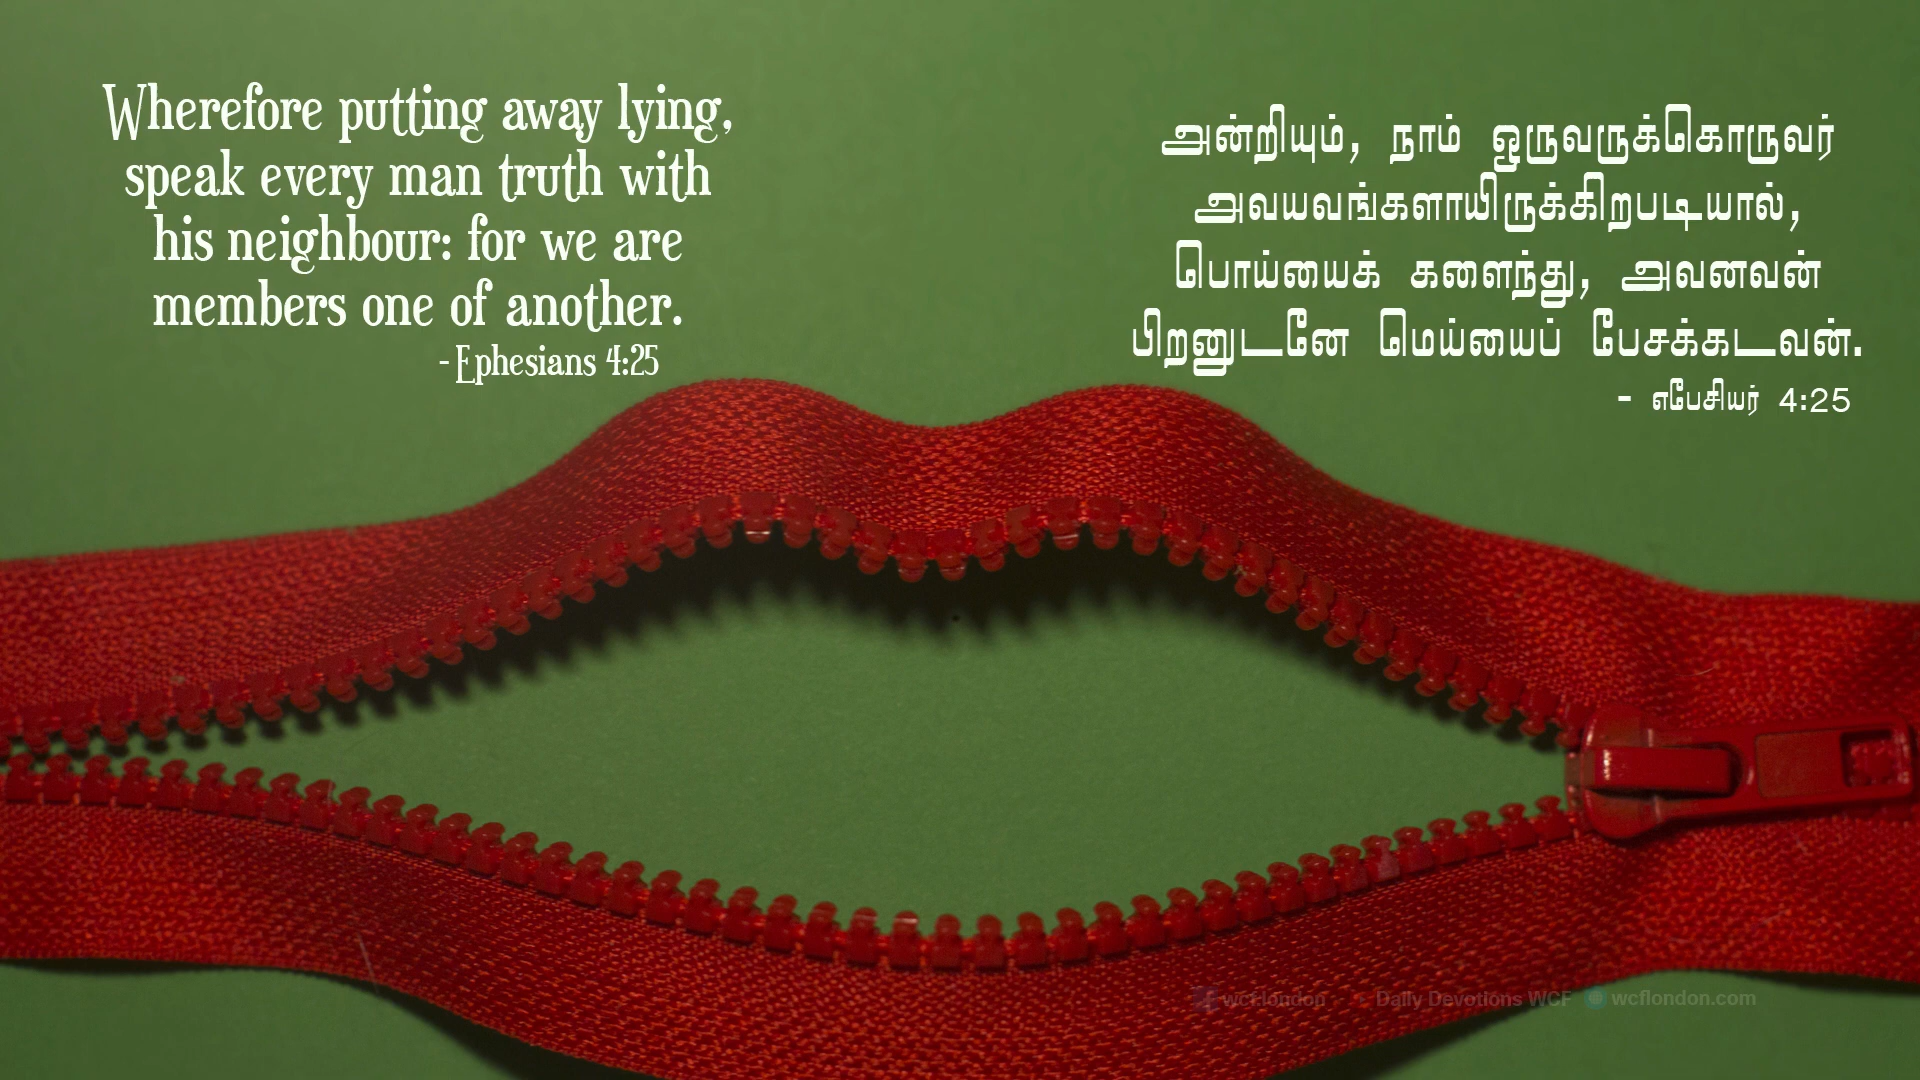 Wherefore putting away lying,
speak every man truth with
his neighbour: for we are
members one of another.
- Ephesians 4:25
அன்றியும், நாம் ஒருவருக்கொருவர்
அவயவங்களாயிருக்கிறபடியால்,
பொய்யைக் களைந்து, அவனவன்
பிறனுடனே மெய்யைப் பேசக்கடவன்.
- எபேசியர் 4:25
wcf.london Daily Devotions WCF wcflondon.com